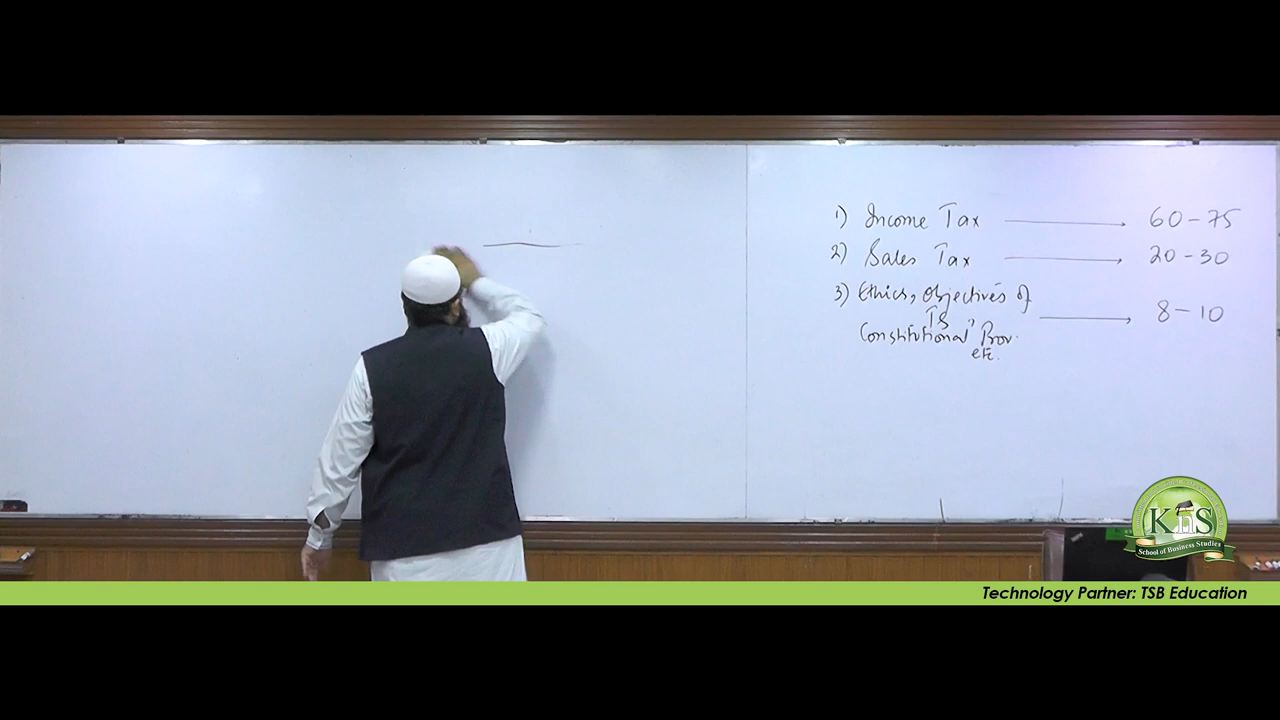 1) Income Tax → 60-75
2) Sales Tax → 20-30
3) Ethics, Objectives of → 8-10
TS,
Constitutional Prov.
etc.
KnS
School of Business Studies
Technology Partner: TSB Education